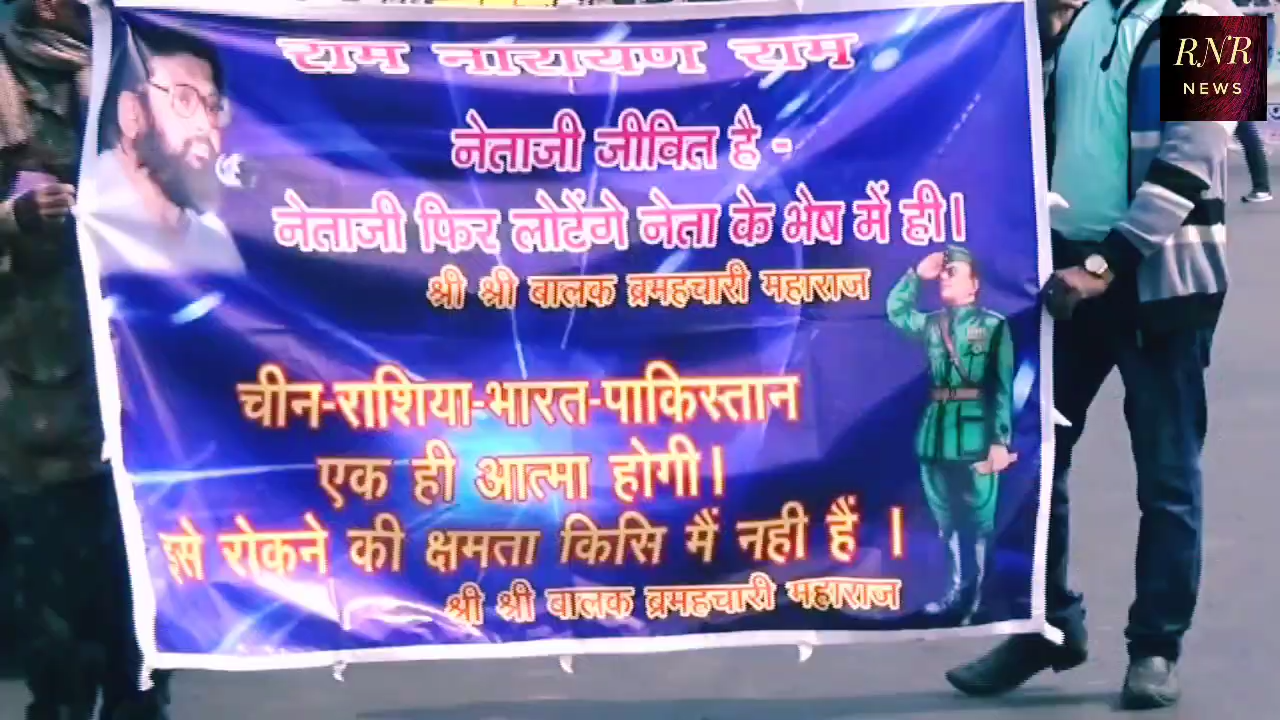 राम नारायण राम
RNR
NEWS
नेताजी जीवित है -
नेताजी फिर लोटेंगे नेता के भेष में ही।
श्री श्री बालक ब्रमहचारी महाराज
चीन-राशिया-भारत-पाकिस्तान
एक ही आत्मा होगी।
इसे रोकने की क्षमता किसि मैं नही हैं ।
श्री श्री बालक ब्रमहचारी महाराज